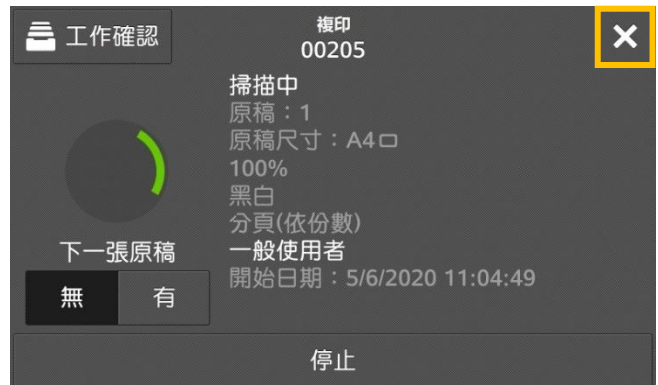 工作確認
複印
00205
掃描中
原稿：1
原稿尺寸：A4
100%
黑白
分頁(依份數)
一般使用者
開始日期：5/6/2020 11:04:49
下一張原稿
無
有
停止